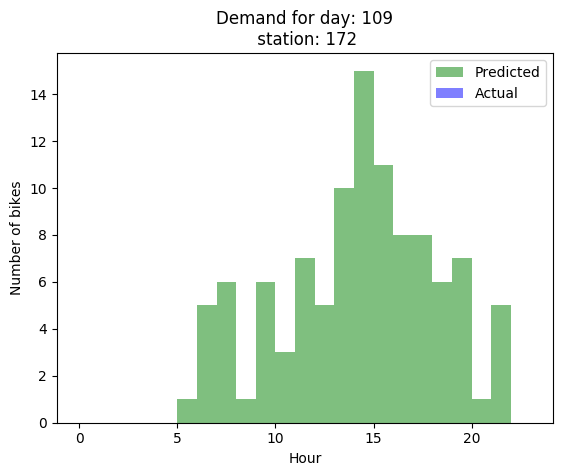 Demand for day: 109
station: 172
Predicted
Actual
14
12
10
8
6
4
2
0
Number of bikes
0 5 10 15 20
Hour